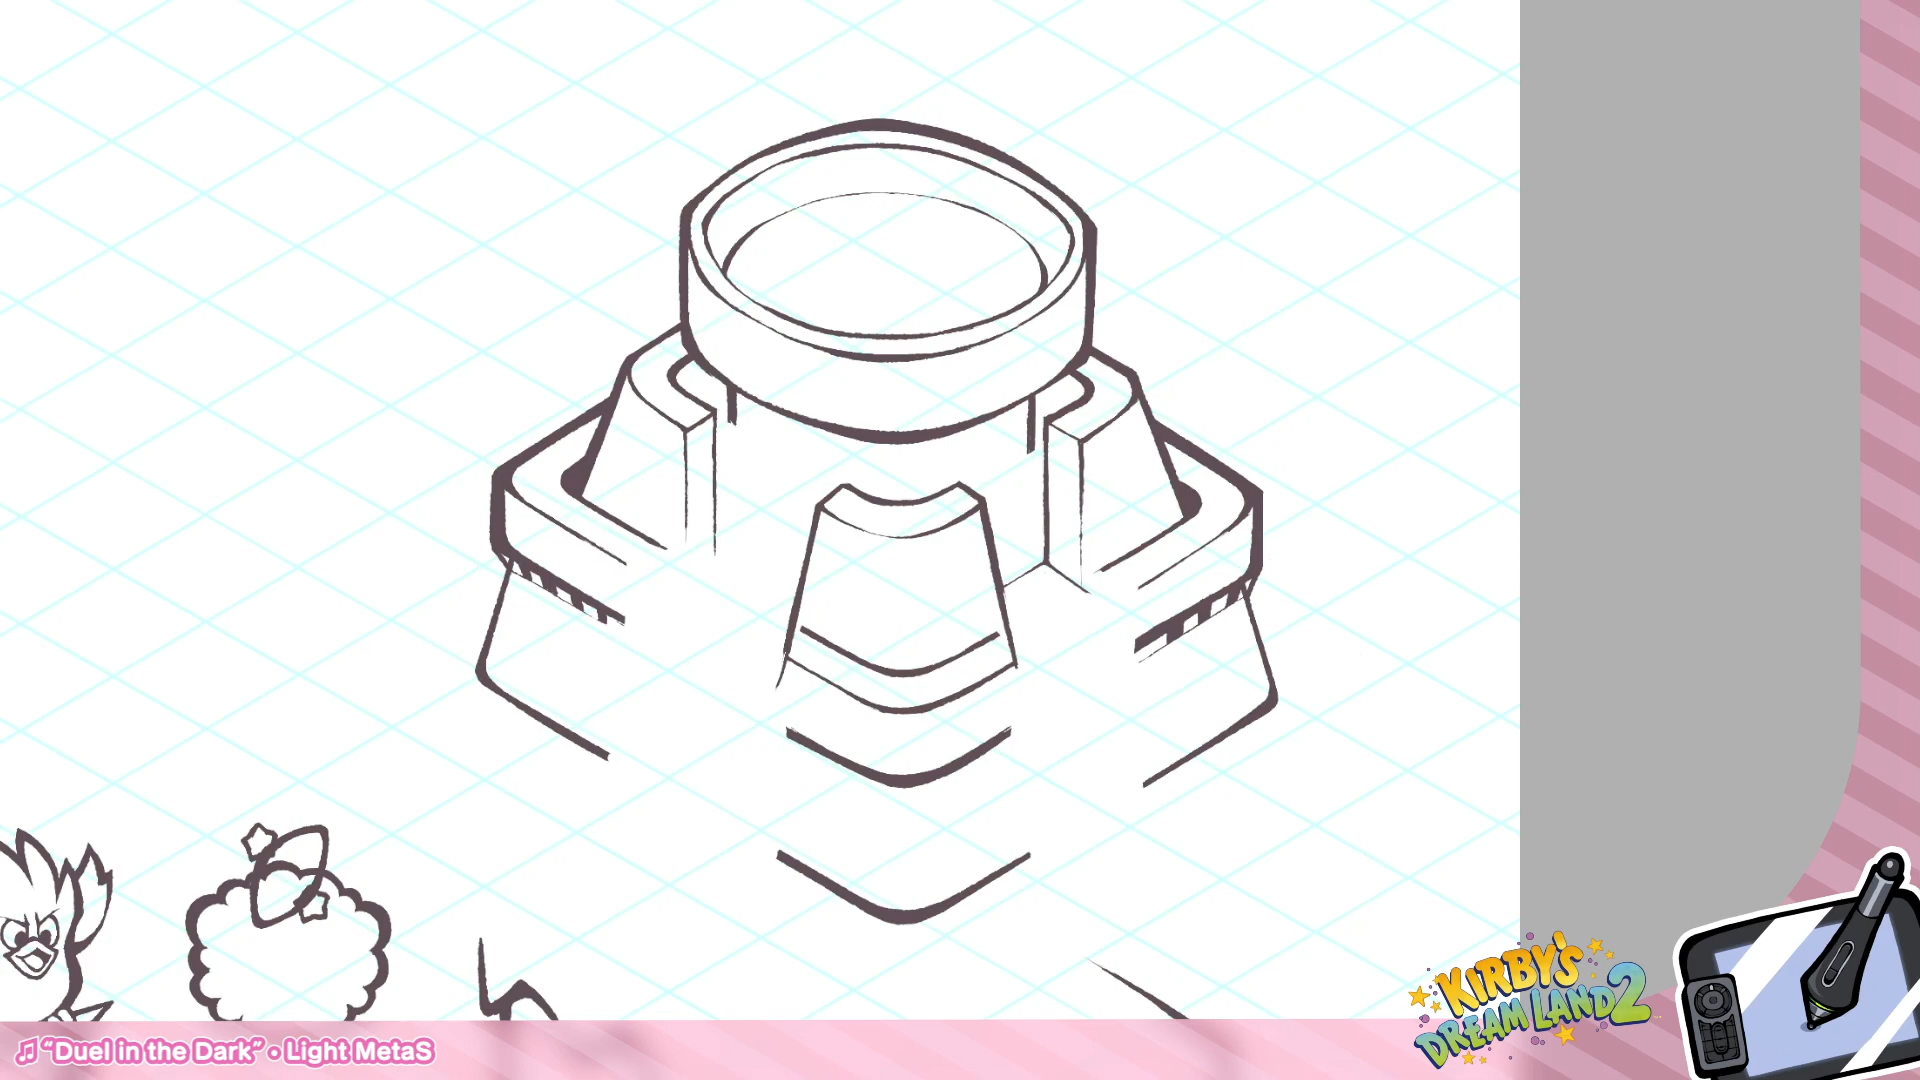 KIRBY'S
DREAM LAND 2
♫ "Duel in the Dark" • Light MetaS